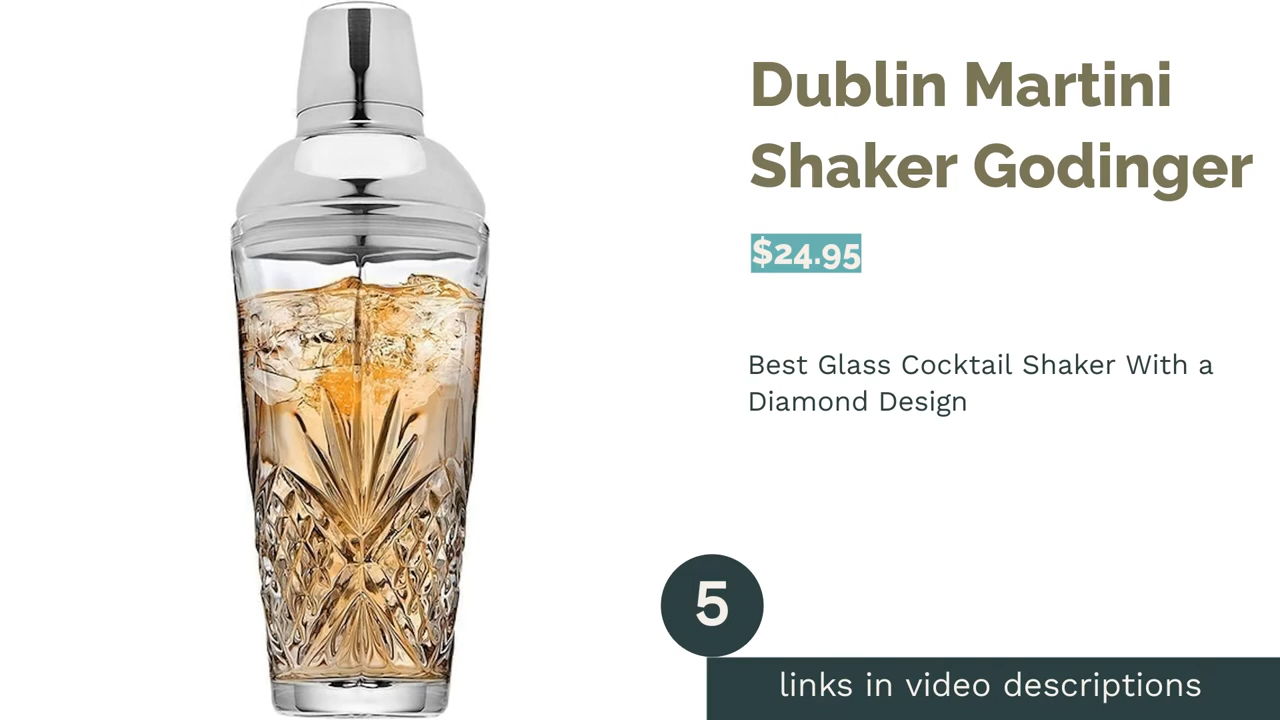 Dublin Martini
Shaker Godinger
$24.95
Best Glass Cocktail Shaker With a
Diamond Design
5
links in video descriptions